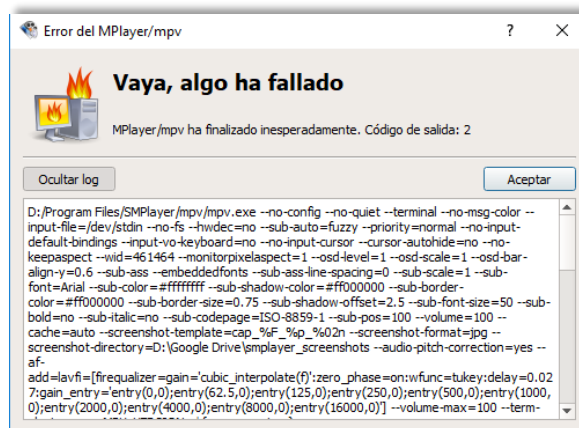 Error del MPlayer/mpv
Vaya, algo ha fallado
MPlayer/mpv ha finalizado inesperadamente. Código de salida: 2
Ocultar log
Aceptar
D:/Program Files/SMPlayer/mpv/mpv.exe --no-config --no-quiet --terminal --no-msg-color --
input-file=/dev/stdin --no-fs --hwdec=no --sub-auto=fuzzy --priority=normal --no-input-
default-bindings --input-vo-keyboard=no --no-input-cursor --cursor-autohide=no --no-
keepaspect --wid=461464 --monitorpixelaspect=1 --osd-level=1 --osd-scale=1 --osd-bar-
align-y=0.6 --sub-ass --embeddedfonts --sub-ass-line-spacing=0 --sub-scale=1 --sub-
font=Arial --sub-color=#ffffffff --sub-shadow-color=#ff000000 --sub-border-
color=#ff000000 --sub-border-size=0.75 --sub-shadow-offset=2.5 --sub-font-size=50 --sub-
bold=no --sub-italic=no --sub-codepage=ISO-8859-1 --sub-pos=100 --volume=100 --
cache=auto --screenshot-template=cap_%F_%p_%02n --screenshot-format=jpg --
screenshot-directory=D:\Google Drive\smplayer_screenshots --audio-pitch-correction=yes --
af-
add=lavfi=[firequalizer=gain='cubic_interpolate(f)':zero_phase=on:wfunc=tukey:delay=0.02
7:gain_entry='entry(0,0);entry(62.5,0);entry(125,0);entry(250,0);entry(500,0);entry(1000,
0);entry(2000,0);entry(4000,0);entry(8000,0);entry(16000,0)'] --volume-max=100 --term-